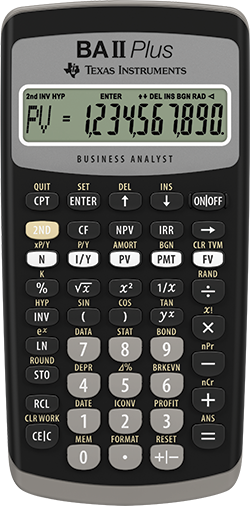 BA II Plus
TEXAS INSTRUMENTS
2nd INV HYP ENTER ↑↓ DEL INS BGN RAD ◁
PV = 1,234,567,890.
BUSINESS ANALYST
QUIT SET DEL INS
CPT ENTER ↑ ↓ ON|OFF
2ND CF NPV IRR →
xP/Y P/Y AMORT BGN CLR TVM
N I/Y PV PMT FV
K RAND
% √x x² 1/x ÷
HYP SIN COS TAN x!
INV ( ) yˣ ×
eˣ DATA STAT BOND nPr
LN 7 8 9 −
ROUND DEPR Δ% BRKEVN nCr
STO 4 5 6 +
DATE ICONV PROFIT
RCL 1 2 3
CLR WORK MEM FORMAT RESET ANS
CE|C 0 . +|− =